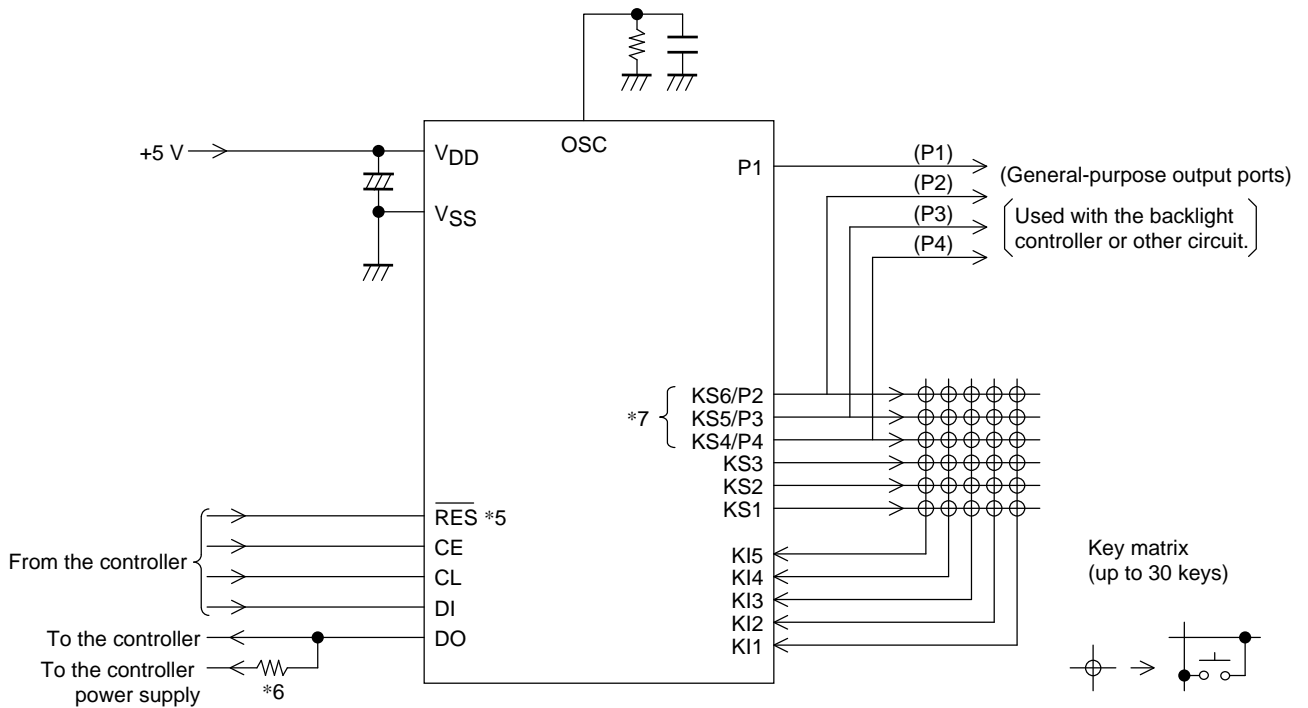 OSC
+5 V
VDD
VSS
P1
(P1)
(P2)
(P3)
(P4)
(General-purpose output ports)
Used with the backlight
controller or other circuit.
*7
KS6/P2
KS5/P3
KS4/P4
KS3
KS2
KS1
From the controller
RES *5
CE
CL
DI
DO
To the controller
To the controller
power supply
*6
KI5
KI4
KI3
KI2
KI1
Key matrix
(up to 30 keys)